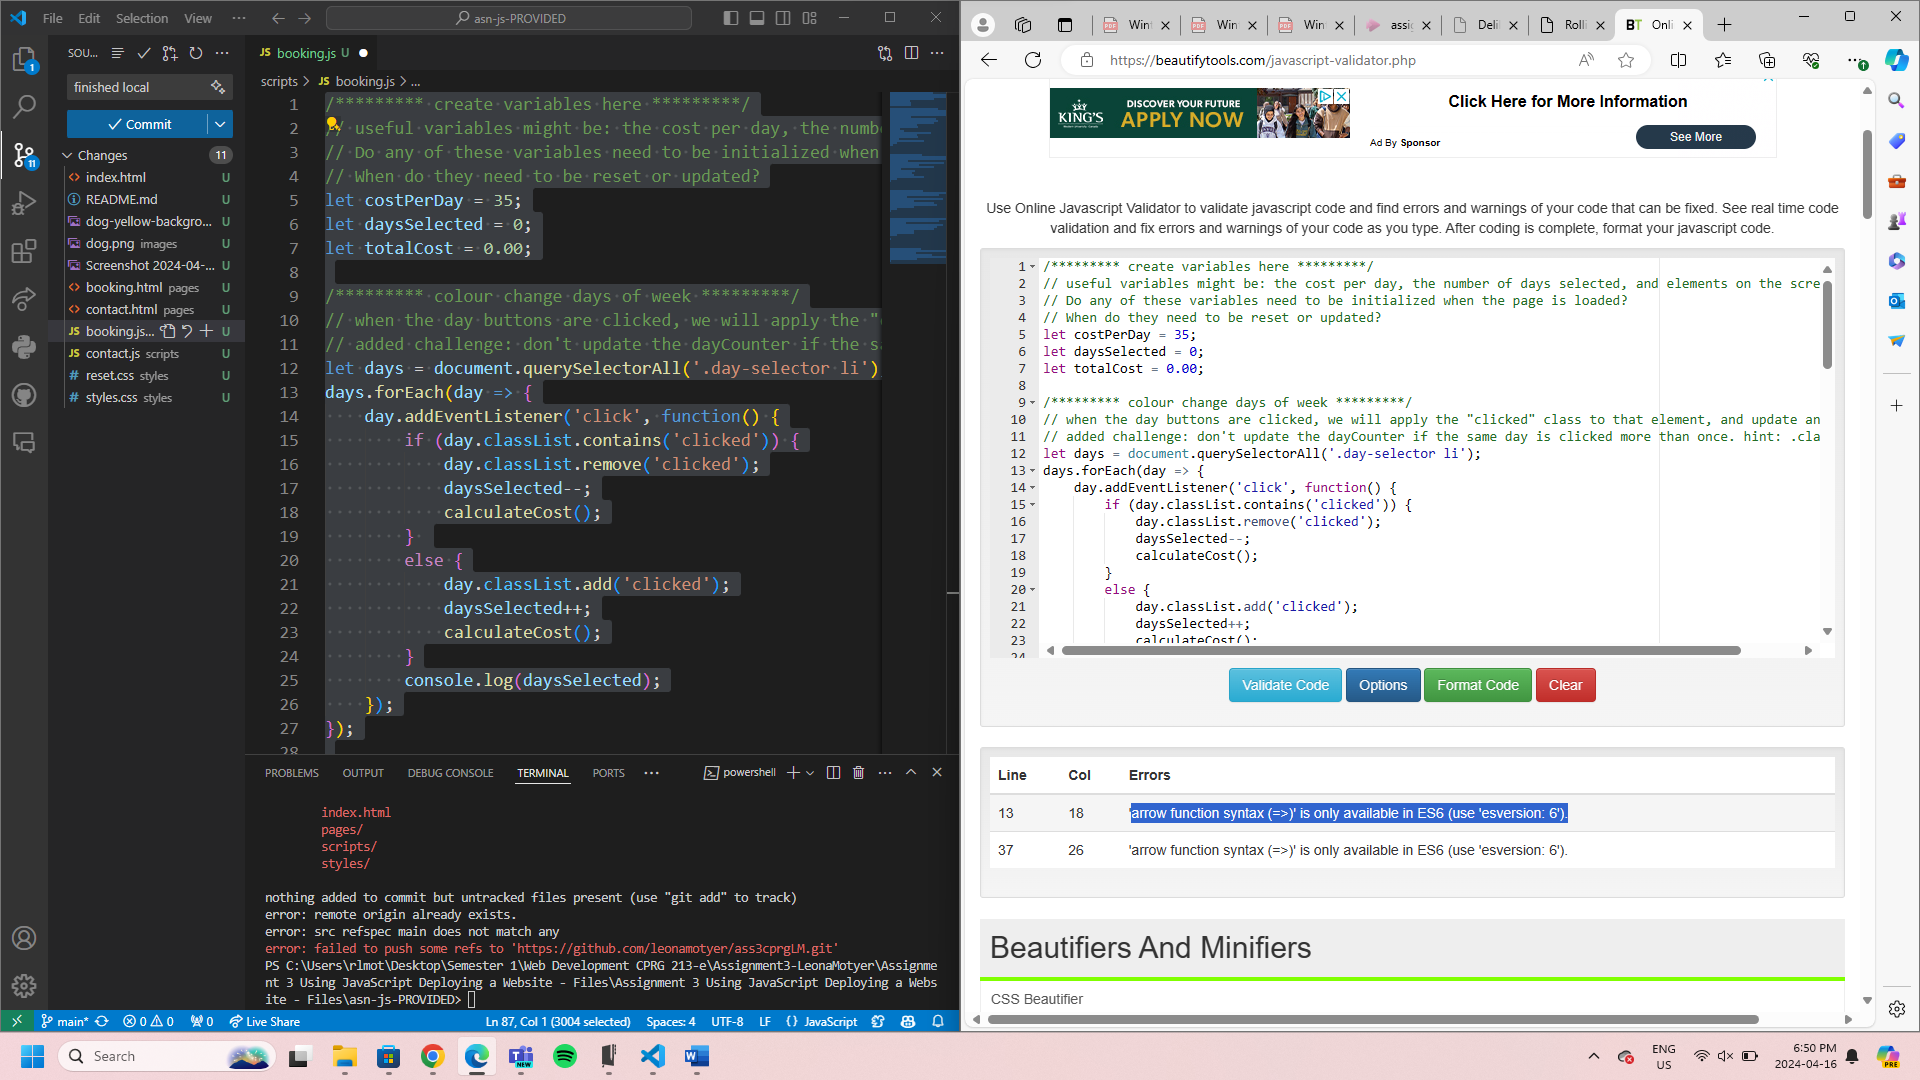 File Edit Selection View ··· asn-js-PROVIDED
SOU...
finished local
Commit
Changes 11
index.html U
README.md U
dog-yellow-backgro... U
dog.png images U
Screenshot 2024-04-... U
booking.html pages U
contact.html pages U
booking.js... U
contact.js scripts U
reset.css styles U
styles.css styles U
1
11
JS booking.js U
scripts > JS booking.js > ...
1 /********* create variables here *********/
2 // useful variables might be: the cost per day, the numb
3 // Do any of these variables need to be initialized when
4 // When do they need to be reset or updated?
5 let costPerDay = 35;
6 let daysSelected = 0;
7 let totalCost = 0.00;
8
9 /********* colour change days of week *********/
10 // when the day buttons are clicked, we will apply the "
11 // added challenge: don't update the dayCounter if the s
12 let days = document.querySelectorAll('.day-selector li')
13 days.forEach(day => {
14 day.addEventListener('click', function() {
15 if (day.classList.contains('clicked')) {
16 day.classList.remove('clicked');
17 daysSelected--;
18 calculateCost();
19 }
20 else {
21 day.classList.add('clicked');
22 daysSelected++;
23 calculateCost();
24 }
25 console.log(daysSelected);
26 });
27 });
28
PROBLEMS OUTPUT DEBUG CONSOLE TERMINAL PORTS ··· powershell
index.html
pages/
scripts/
styles/
nothing added to commit but untracked files present (use "git add" to track)
error: remote origin already exists.
error: src refspec main does not match any
error: failed to push some refs to 'https://github.com/leonamotyer/ass3cprgLM.git'
PS C:\Users\rlmot\Desktop\Semester 1\Web Development CPRG 213-e\Assignment3-LeonaMotyer\Assignme
nt 3 Using JavaScript Deploying a Website - Files\Assignment 3 Using JavaScript Deploying a Webs
ite - Files\asn-js-PROVIDED>
main* 0 0 0 Live Share Ln 87, Col 1 (3004 selected) Spaces: 4 UTF-8 LF {} JavaScript
Wint Wint Wint assig Deli Rolli BT Onli
https://beautifytools.com/javascript-validator.php
KING'S
DISCOVER YOUR FUTURE
APPLY NOW
Click Here for More Information
Ad By Sponsor
See More
Use Online Javascript Validator to validate javascript code and find errors and warnings of your code that can be fixed. See real time code
validation and fix errors and warnings of your code as you type. After coding is complete, format your javascript code.
1 /********* create variables here *********/
2 // useful variables might be: the cost per day, the number of days selected, and elements on the scre
3 // Do any of these variables need to be initialized when the page is loaded?
4 // When do they need to be reset or updated?
5 let costPerDay = 35;
6 let daysSelected = 0;
7 let totalCost = 0.00;
8
9 /********* colour change days of week *********/
10 // when the day buttons are clicked, we will apply the "clicked" class to that element, and update an
11 // added challenge: don't update the dayCounter if the same day is clicked more than once. hint: .cla
12 let days = document.querySelectorAll('.day-selector li');
13 days.forEach(day => {
14 day.addEventListener('click', function() {
15 if (day.classList.contains('clicked')) {
16 day.classList.remove('clicked');
17 daysSelected--;
18 calculateCost();
19 }
20 else {
21 day.classList.add('clicked');
22 daysSelected++;
23 calculateCost();
24
Validate Code Options Format Code Clear
Line Col Errors
13 18 'arrow function syntax (=>)' is only available in ES6 (use 'esversion: 6').
37 26 'arrow function syntax (=>)' is only available in ES6 (use 'esversion: 6').
Beautifiers And Minifiers
CSS Beautifier
Search
NEW
ENG
US
6:50 PM
2024-04-16
PRE